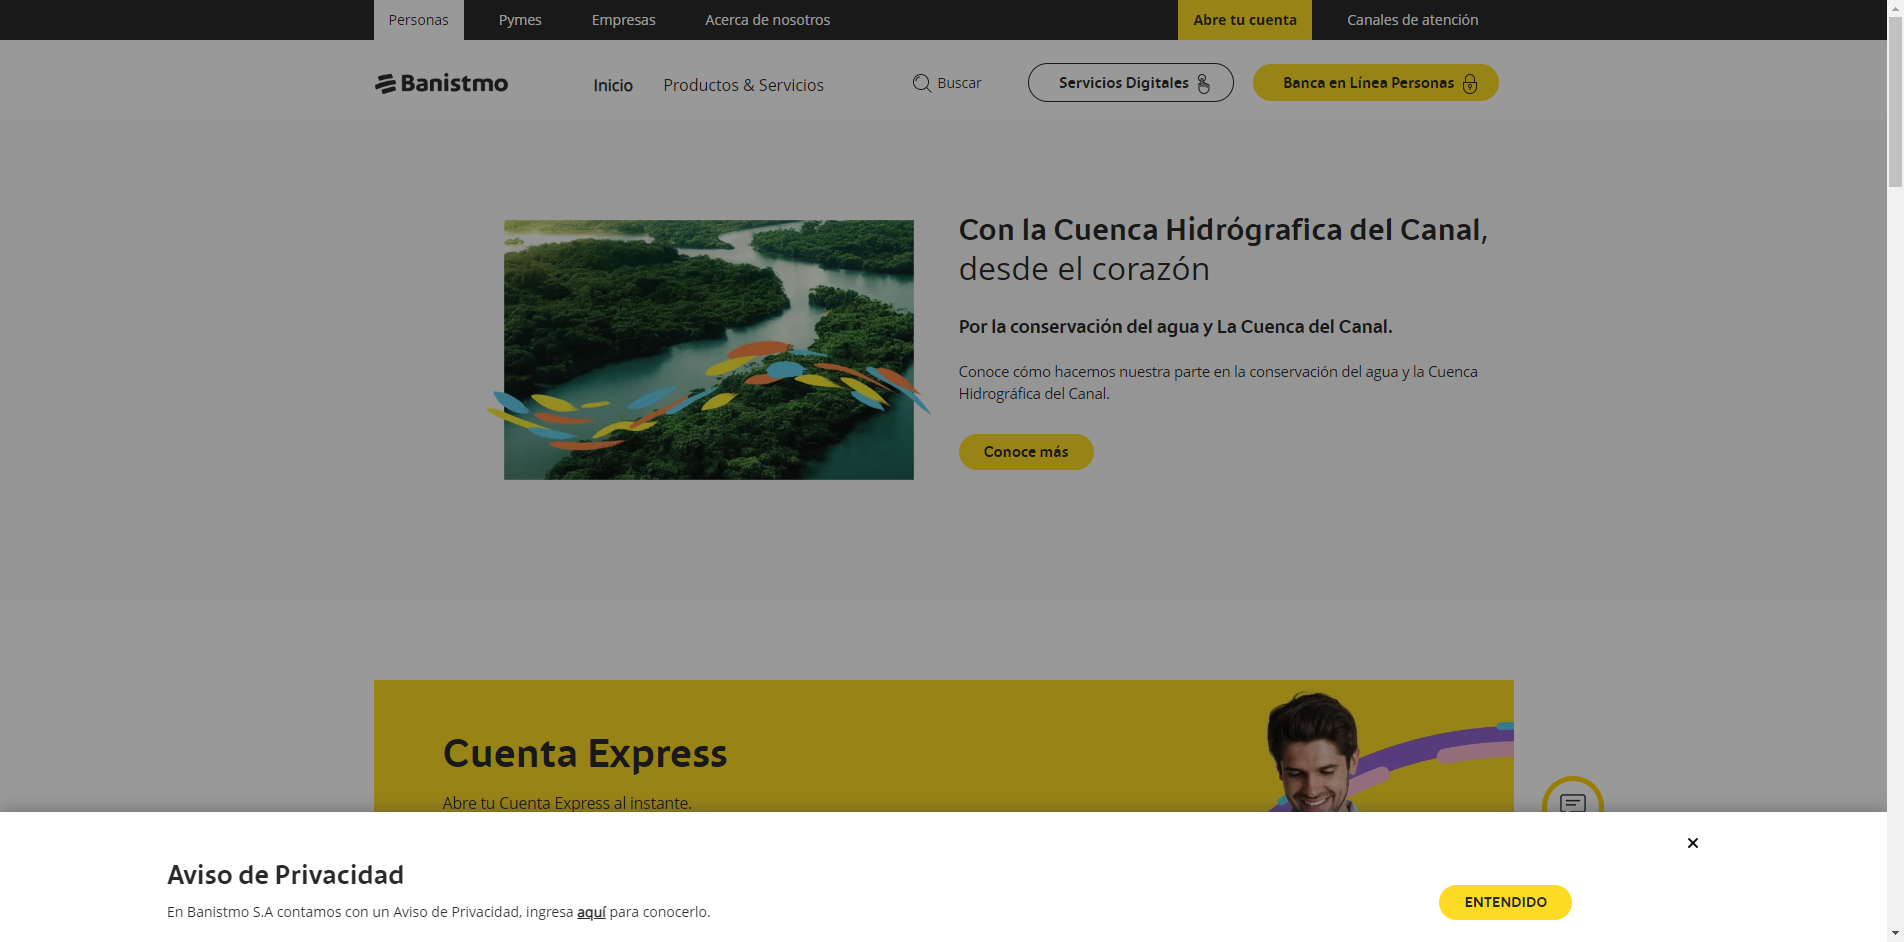 Personas Pymes Empresas Acerca de nosotros Abre tu cuenta Canales de atención
Banistmo Inicio Productos & Servicios Buscar Servicios Digitales Banca en Línea Personas
Con la Cuenca Hidrógrafica del Canal,
desde el corazón
Por la conservación del agua y La Cuenca del Canal.
Conoce cómo hacemos nuestra parte en la conservación del agua y la Cuenca
Hidrográfica del Canal.
Conoce más
Cuenta Express
Abre tu Cuenta Express al instante.
Aviso de Privacidad
En Banistmo S.A contamos con un Aviso de Privacidad, ingresa aquí para conocerlo.
ENTENDIDO